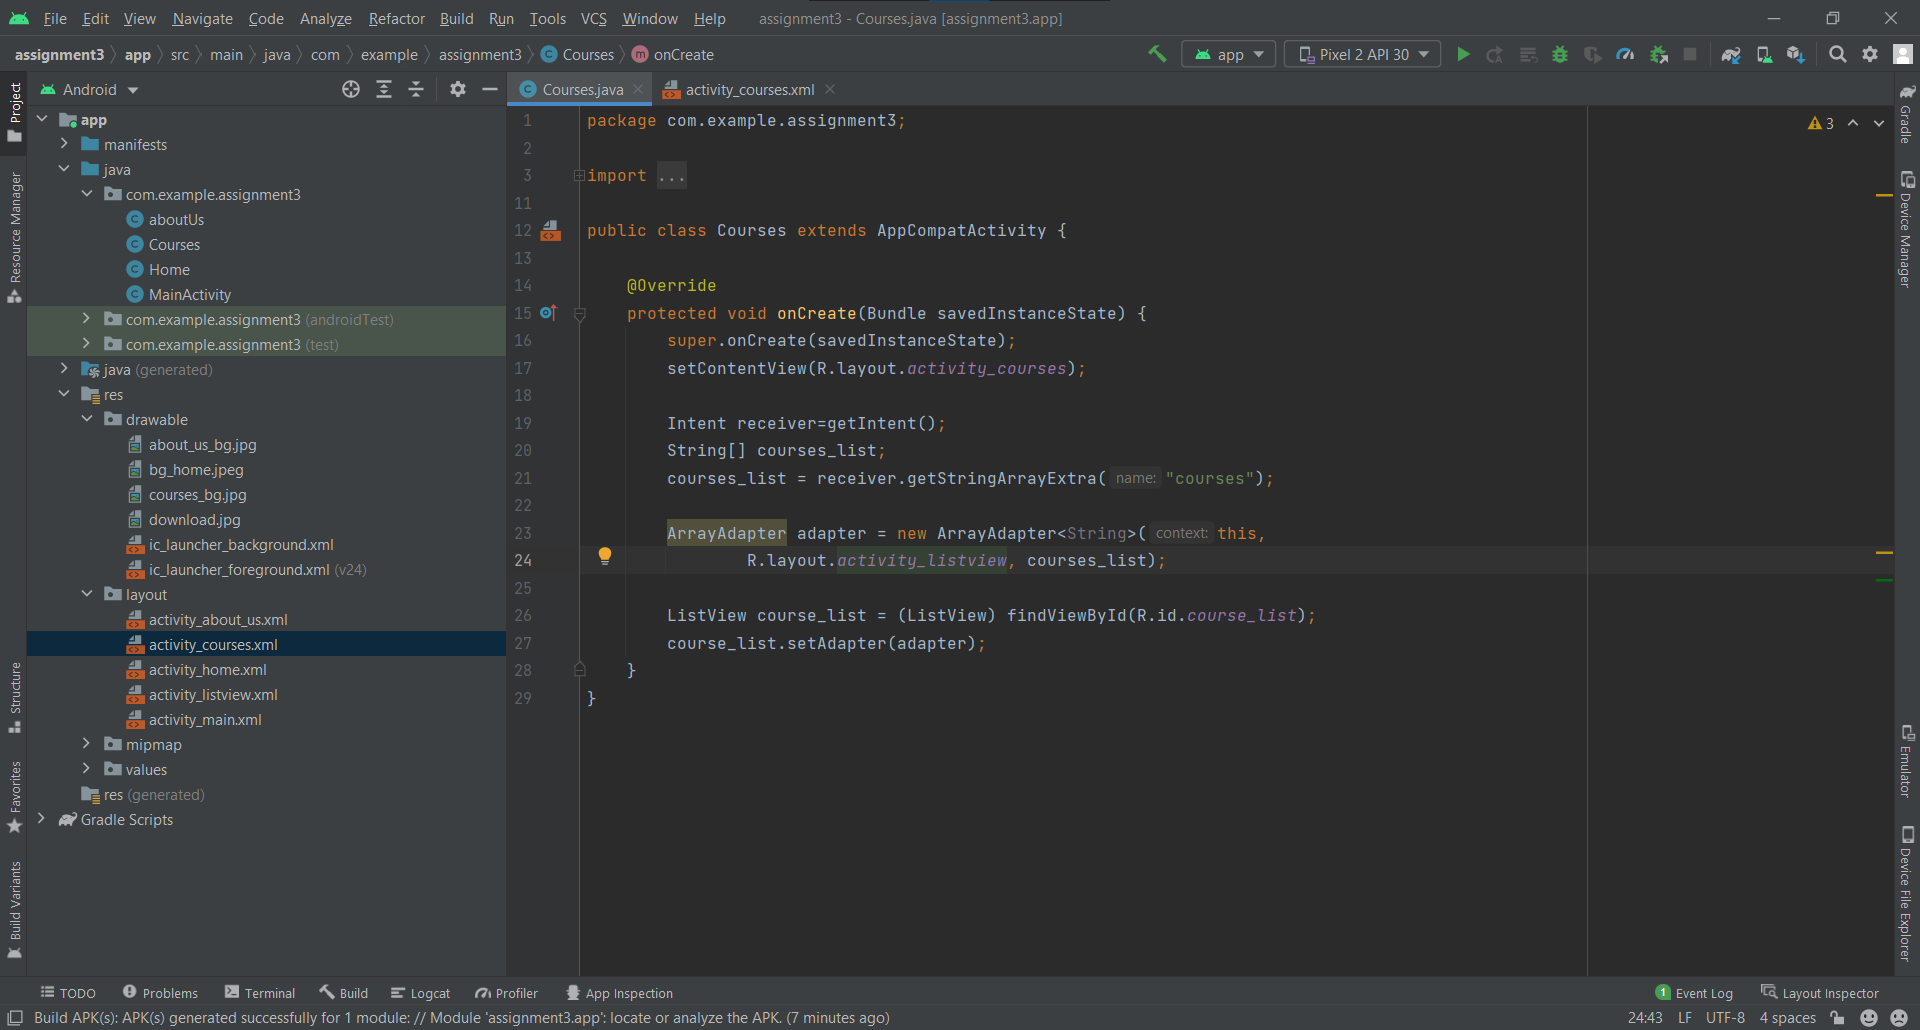 File Edit View Navigate Code Analyze Refactor Build Run Tools VCS Window Help assignment3 - Courses.java [assignment3.app]
assignment3 app src main java com example assignment3 Courses onCreate app Pixel 2 API 30
Project
Resource Manager
Structure
Favorites
Build Variants
Android
app
manifests
java
com.example.assignment3
aboutUs
Courses
Home
MainActivity
com.example.assignment3 (androidTest)
com.example.assignment3 (test)
java (generated)
res
drawable
about_us_bg.jpg
bg_home.jpeg
courses_bg.jpg
download.jpg
ic_launcher_background.xml
ic_launcher_foreground.xml (v24)
layout
activity_about_us.xml
activity_courses.xml
activity_home.xml
activity_listview.xml
activity_main.xml
mipmap
values
res (generated)
Gradle Scripts
Courses.java activity_courses.xml
3
1 package com.example.assignment3;
2
3 import ...
11
12 public class Courses extends AppCompatActivity {
13
14 @Override
15 protected void onCreate(Bundle savedInstanceState) {
16 super.onCreate(savedInstanceState);
17 setContentView(R.layout.activity_courses);
18
19 Intent receiver=getIntent();
20 String[] courses_list;
21 courses_list = receiver.getStringArrayExtra( name: "courses");
22
23 ArrayAdapter adapter = new ArrayAdapter<String>( context: this,
24 R.layout.activity_listview, courses_list);
25
26 ListView course_list = (ListView) findViewById(R.id.course_list);
27 course_list.setAdapter(adapter);
28 }
29 }
Gradle
Device Manager
Emulator
Device File Explorer
TODO Problems Terminal Build Logcat Profiler App Inspection 1 Event Log Layout Inspector
Build APK(s): APK(s) generated successfully for 1 module: // Module 'assignment3.app': locate or analyze the APK. (7 minutes ago) 24:43 LF UTF-8 4 spaces